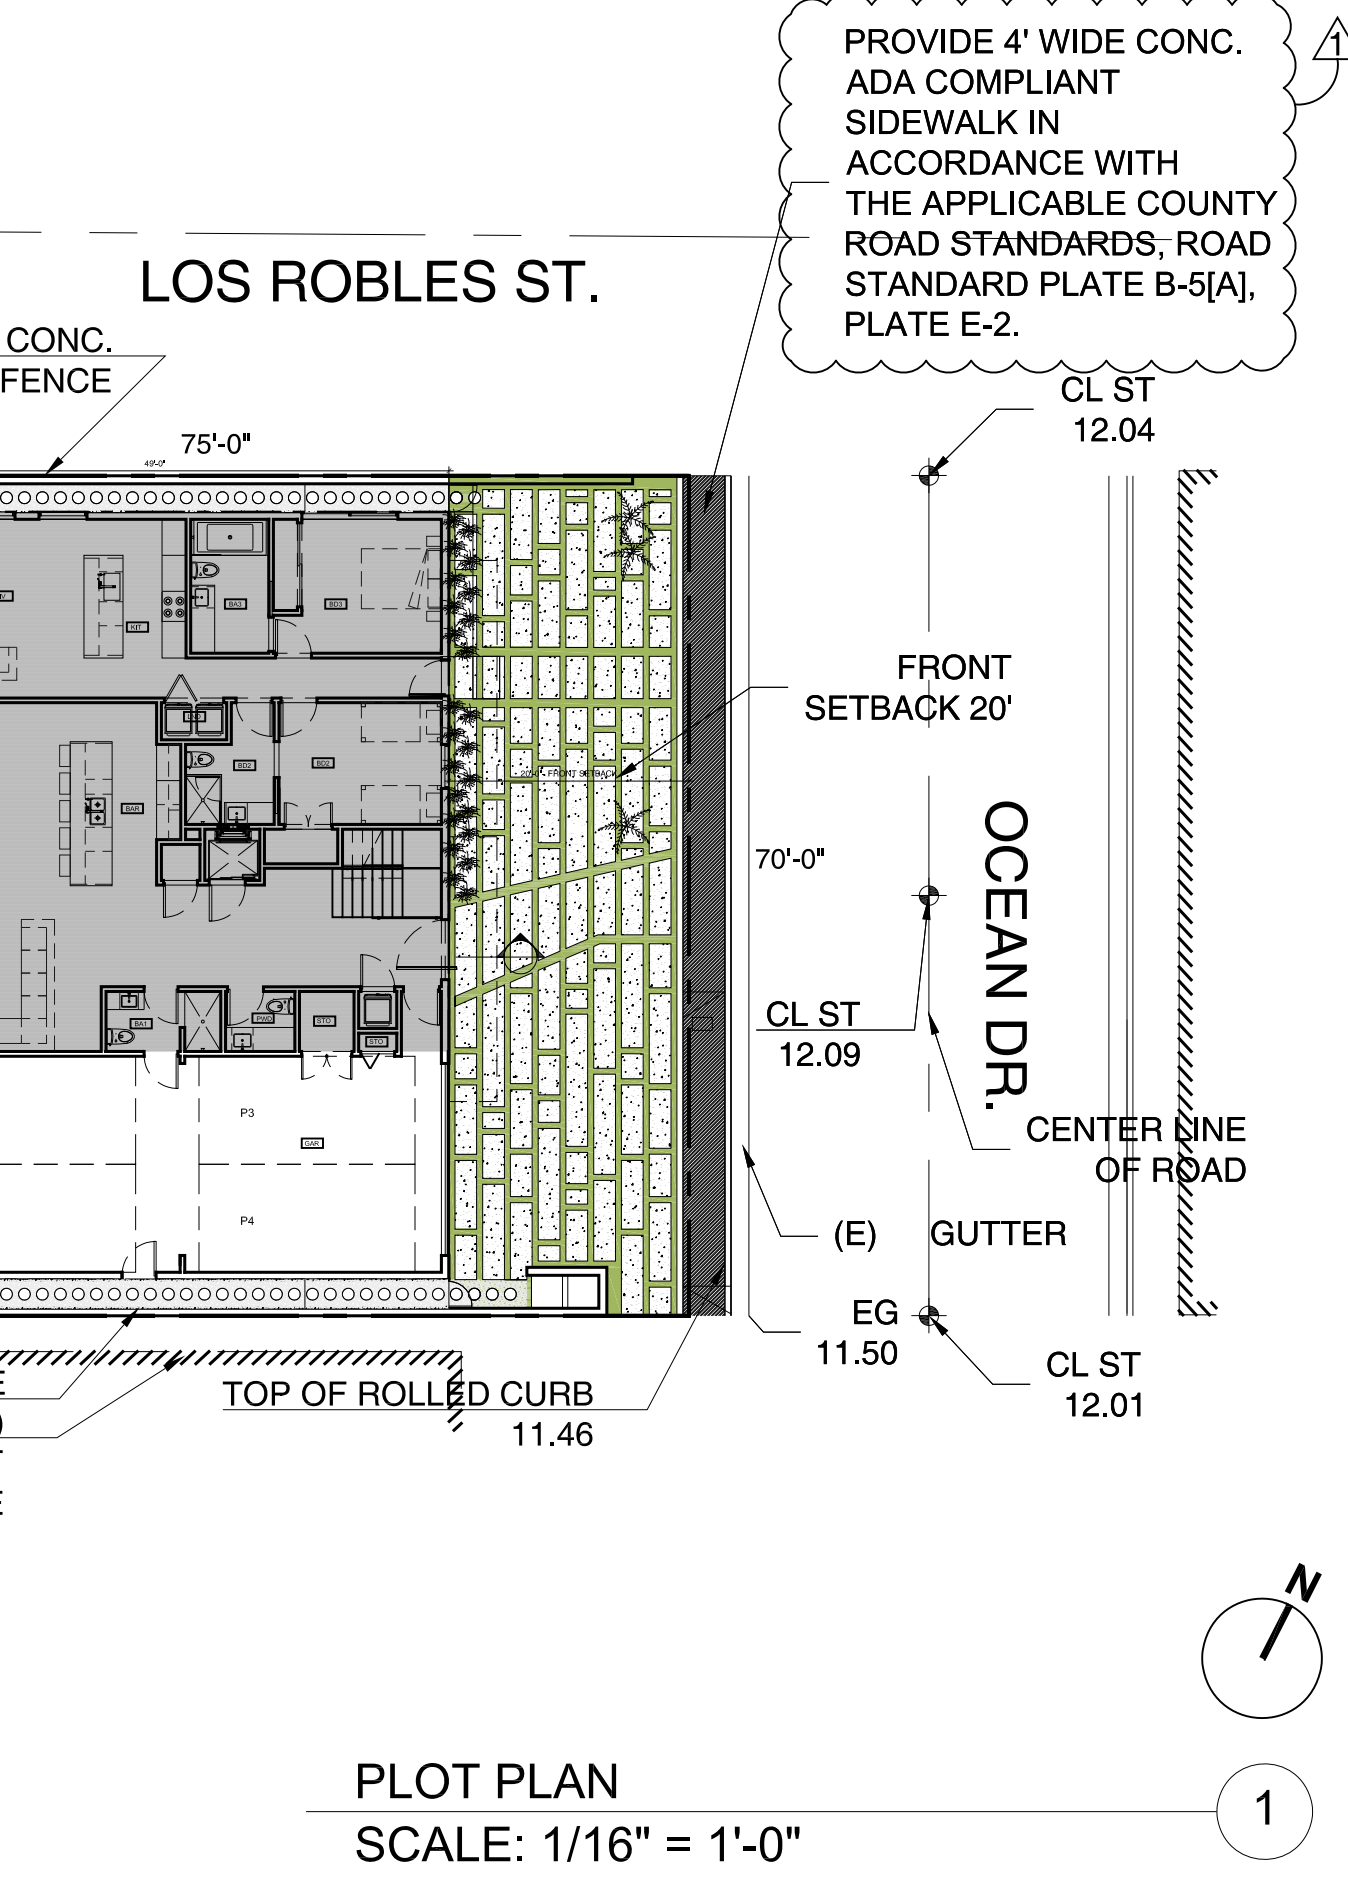 PROVIDE 4' WIDE CONC.
ADA COMPLIANT
SIDEWALK IN
ACCORDANCE WITH
THE APPLICABLE COUNTY
ROAD STANDARDS, ROAD
STANDARD PLATE B-5[A],
PLATE E-2.
1
LOS ROBLES ST.
CONC.
FENCE
75'-0"
49'-0"
CL ST
12.04
BA3
BD3
KIT
FRONT
SETBACK 20'
BD2
BD2
20'-0" - FRONT SETBACK
BAR
70'-0"
OCEAN DR.
CL ST
12.09
BA1
PWD
STO
STO
P3
GAR
P4
CENTER LINE
OF ROAD
(E) GUTTER
EG
11.50
CL ST
12.01
TOP OF ROLLED CURB
11.46
N
PLOT PLAN
SCALE: 1/16" = 1'-0"
1